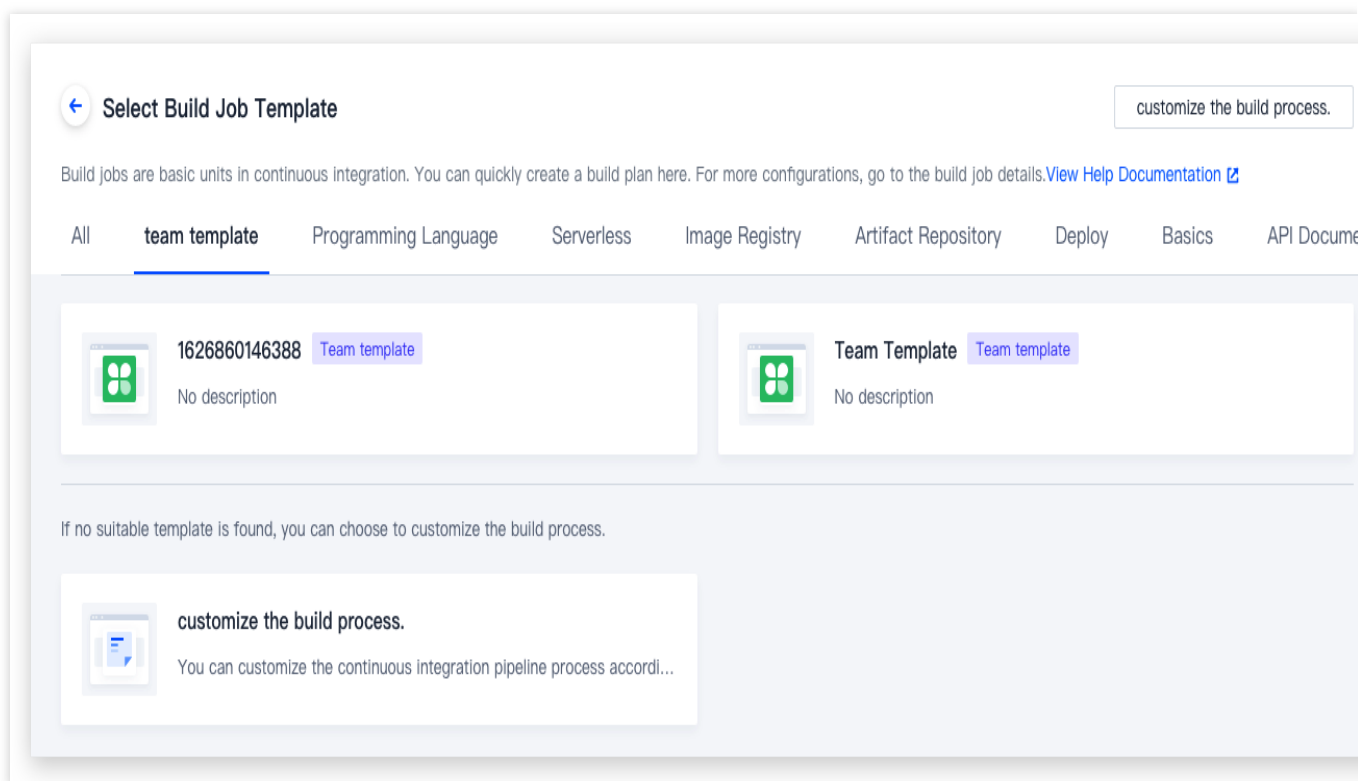 Select Build Job Template
customize the build process.
Build jobs are basic units in continuous integration. You can quickly create a build plan here. For more configurations, go to the build job details.View Help Documentation
All team template Programming Language Serverless Image Registry Artifact Repository Deploy Basics API Docume
1626860146388 Team template
No description
Team Template Team template
No description
If no suitable template is found, you can choose to customize the build process.
customize the build process.
You can customize the continuous integration pipeline process accordi...